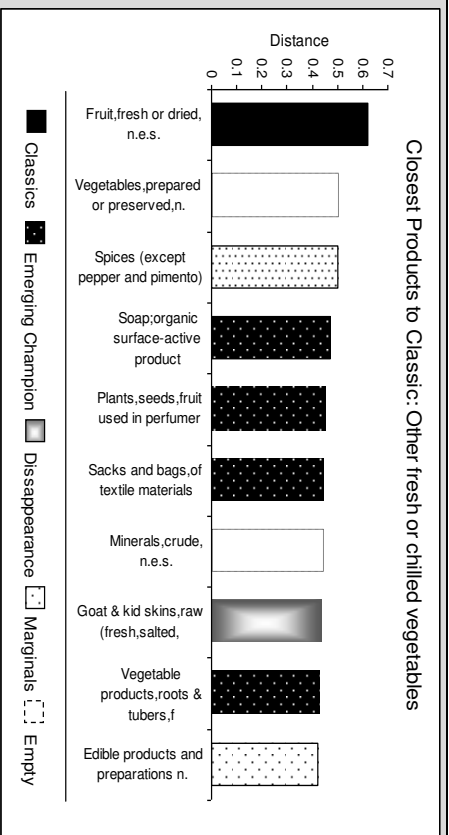 Closest Products to Classic: Other fresh or chilled vegetables
Distance
0
0.1
0.2
0.3
0.4
0.5
0.6
0.7
Fruit,fresh or dried,
n.e.s.
Vegetables,prepared
or preserved,n.
Spices (except
pepper and pimento)
Soap;organic
surface-active
product
Plants,seeds,fruit
used in perfumer
Sacks and bags,of
textile materials
Minerals,crude,
n.e.s.
Goat & kid skins,raw
(fresh,salted,
Vegetable
products,roots &
tubers,f
Edible products and
preparations n.
Classics
Emerging Champion
Dissappearance
Marginals
Empty